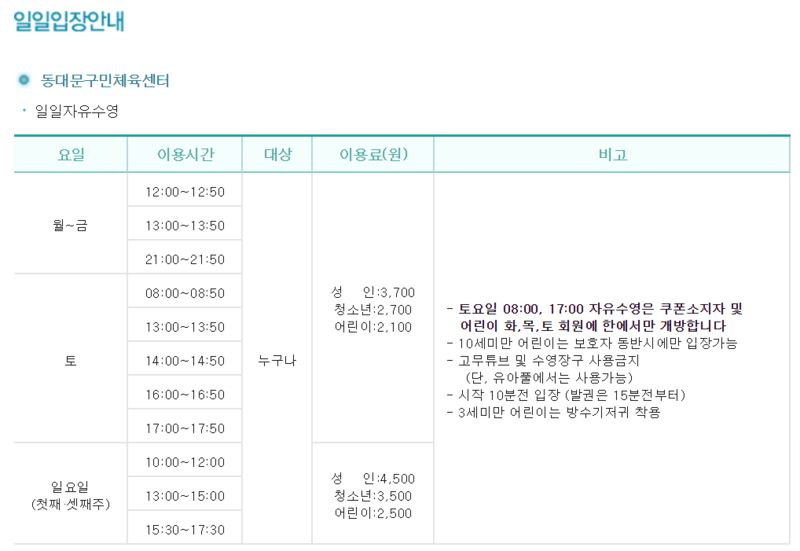 일일입장안내
동대문구민체육센터
· 일일자유수영
요일 이용시간 대상 이용료(원) 비고
월~금
12:00~12:50
13:00~13:50
21:00~21:50
토
08:00~08:50
13:00~13:50
14:00~14:50
16:00~16:50
17:00~17:50
일요일
(첫째·셋째주)
10:00~12:00
13:00~15:00
15:30~17:30
누구나
성 인:3,700
청소년:2,700
어린이:2,100
성 인:4,500
청소년:3,500
어린이:2,500
- 토요일 08:00, 17:00 자유수영은 쿠폰소지자 및
어린이 화,목,토 회원에 한에서만 개방합니다
- 10세미만 어린이는 보호자 동반시에만 입장가능
- 고무튜브 및 수영장구 사용금지
(단, 유아풀에서는 사용가능)
- 시작 10분전 입장 (발권은 15분전부터)
- 3세미만 어린이는 방수기저귀 착용